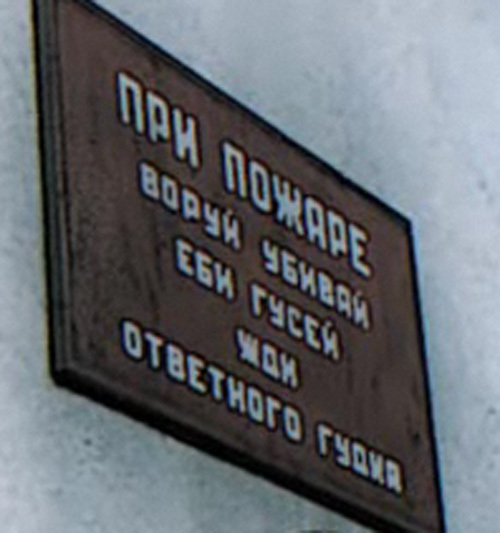 ПРИ ПОЖАРЕ
ВОРУЙ УБИВАЙ
ЕБИ ГУСЕЙ
ЖДИ
ОТВЕТНОГО ГУДКА